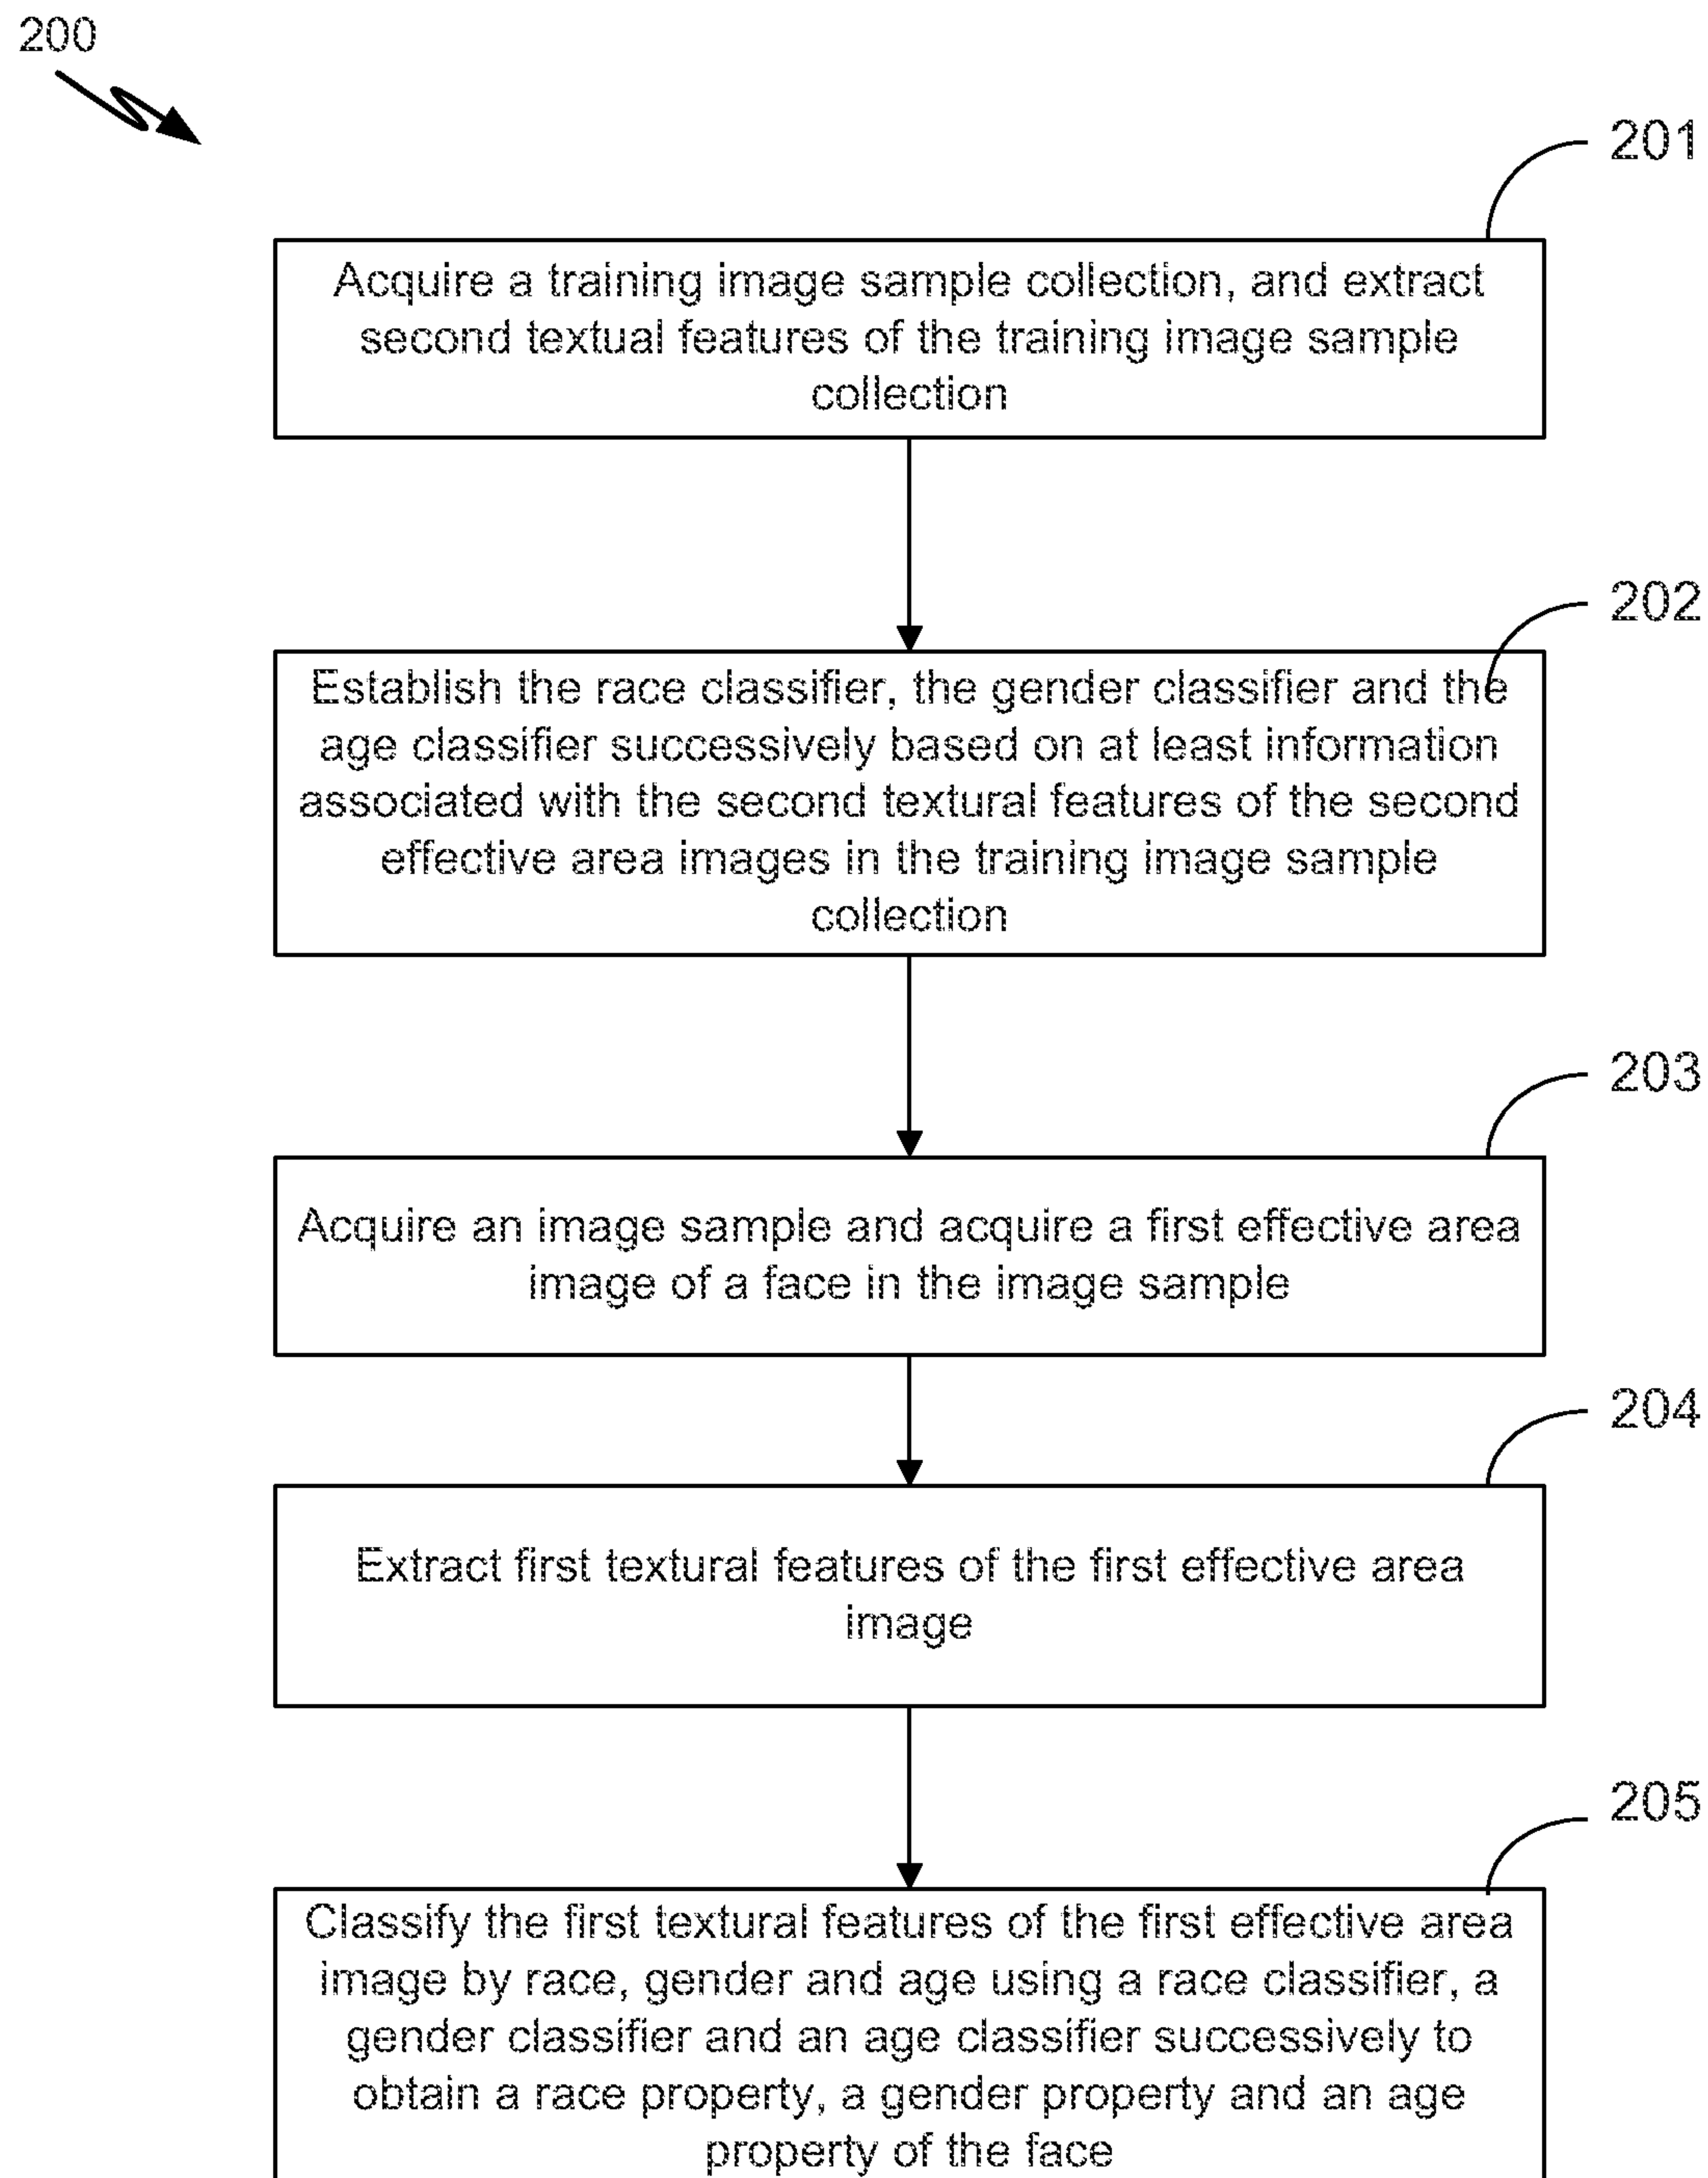 200
201
Acquire a training image sample collection, and extract
second textual features of the training image sample
collection
202
Establish the race classifier, the gender classifier and the
age classifier successively based on at least information
associated with the second textural features of the second
effective area images in the training image sample
collection
203
Acquire an image sample and acquire a first effective area
image of a face in the image sample
204
Extract first textural features of the first effective area
image
205
Classify the first textural features of the first effective area
image by race, gender and age using a race classifier, a
gender classifier and an age classifier successively to
obtain a race property, a gender property and an age
property of the face